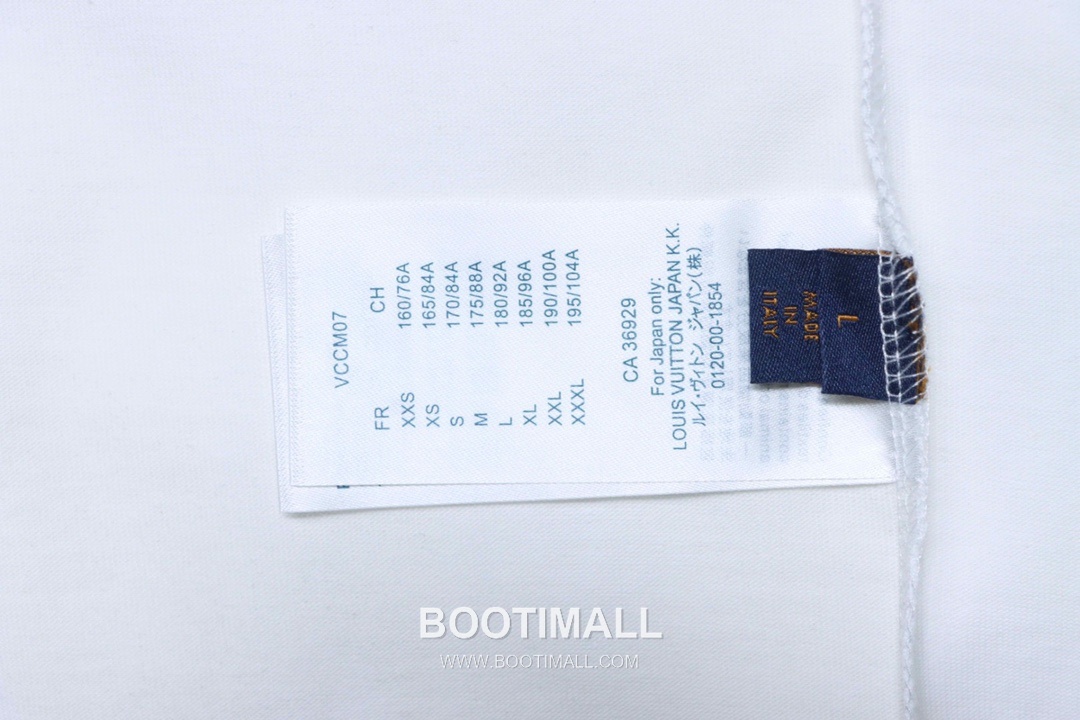 VCCM07
FR CH
XXS 160/76A
XS 165/84A
S 170/84A
M 175/88A
L 180/92A
XL 185/96A
XXL 190/100A
XXXL 195/104A
CA 36929
For Japan only:
LOUIS VUITTON JAPAN K.K.
ルイ・ヴィトン ジャパン(株)
0120-00-1854
MADE
IN
ITALY
L
BOOTIMALL
WWW.BOOTIMALL.COM